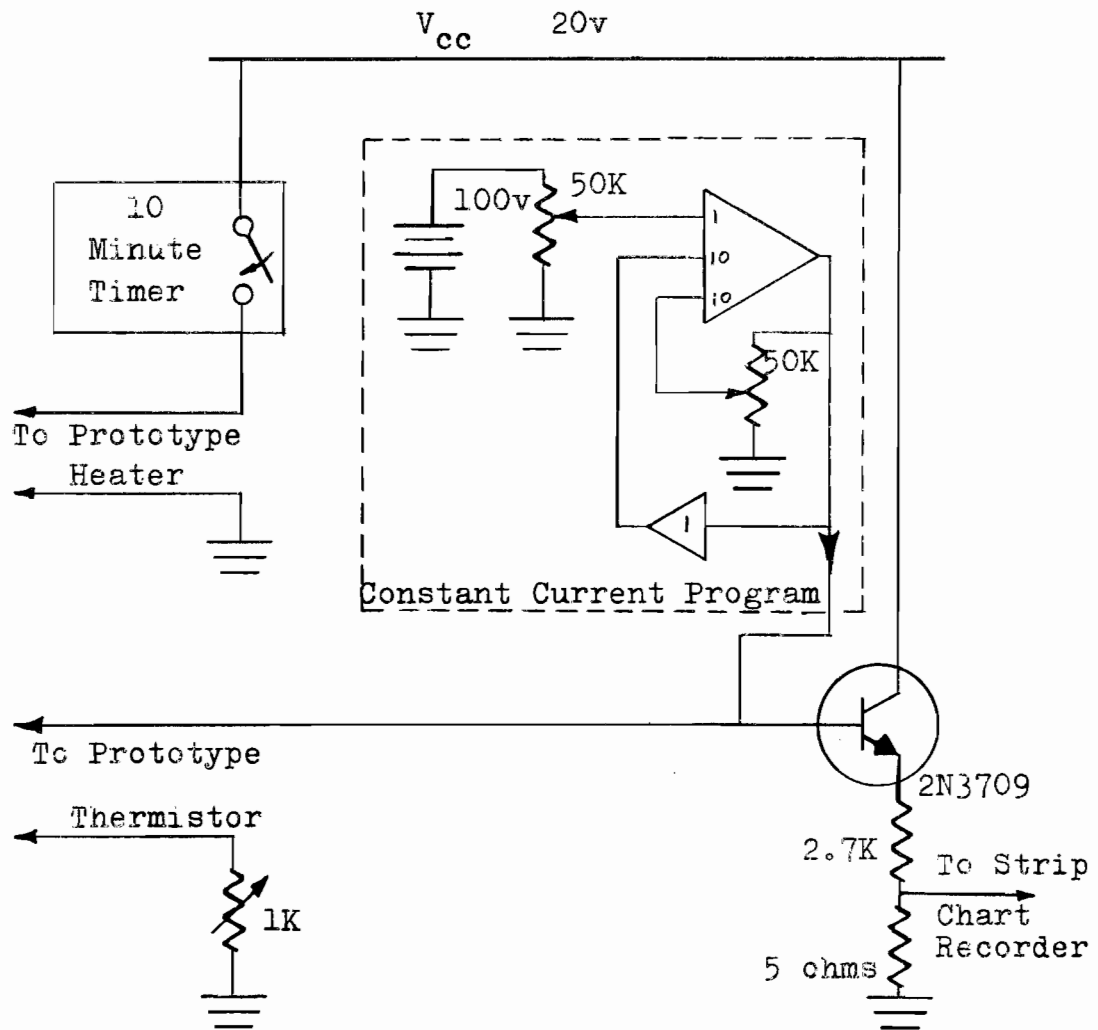 Vcc 20v
10
Minute
Timer
100v
50K
1
10
10
50K
1
Constant Current Program
To Prototype
Heater
To Prototype
Thermistor
1K
2N3709
2.7K
To Strip
Chart
Recorder
5 ohms